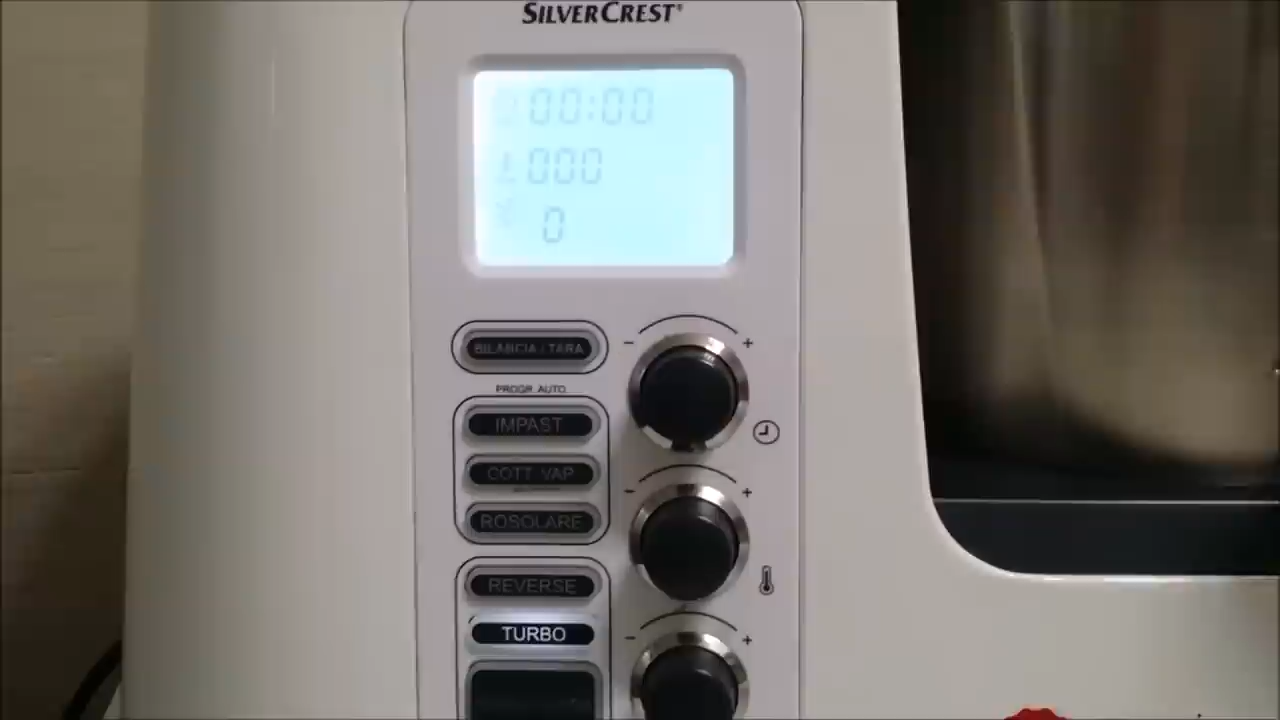 SILVERCREST®
00:00
000
0
BILANCIA / TARA
PROGR. AUTO
IMPAST
COTT VAP
ROSOLARE
REVERSE
TURBO
- +
- +
- +